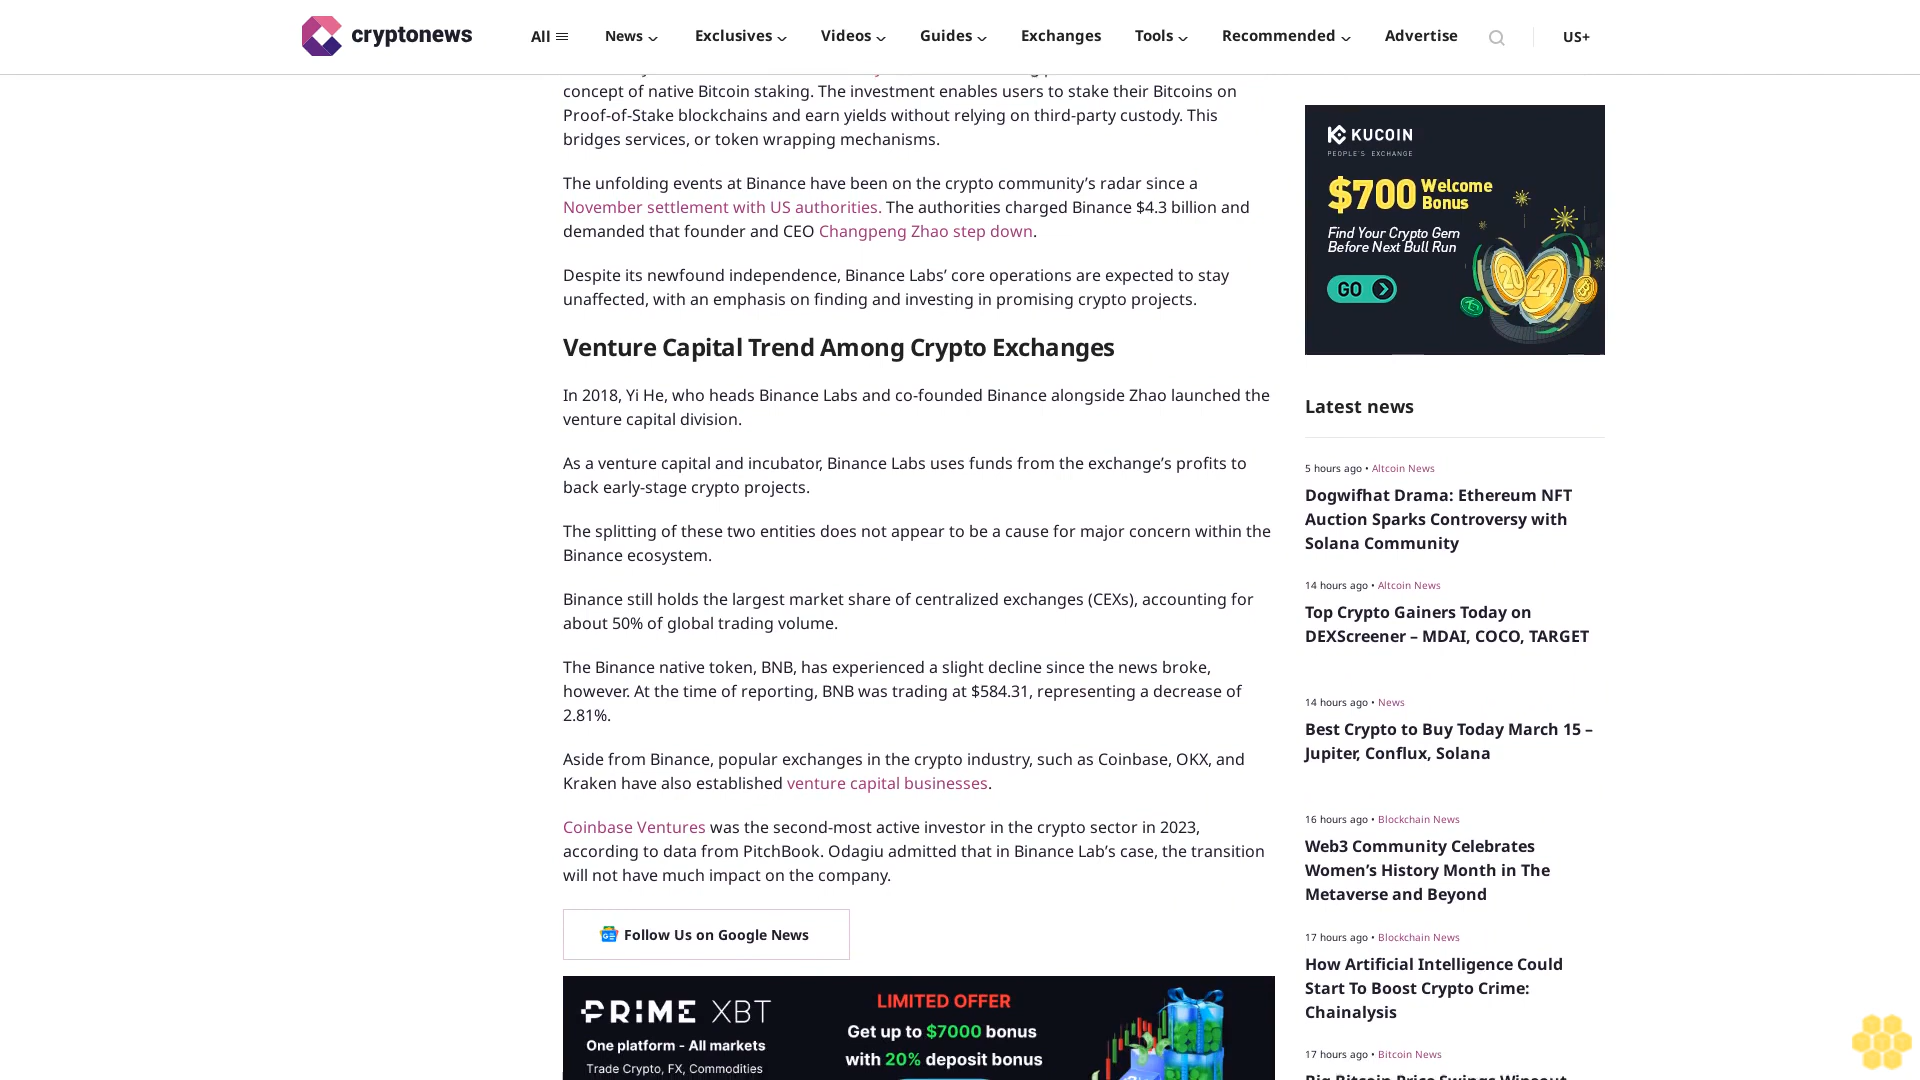 cryptonews
All
News
Exclusives
Videos
Guides
Exchanges
Tools
Recommended
Advertise
US+
concept of native Bitcoin staking. The investment enables users to stake their Bitcoins on
Proof-of-Stake blockchains and earn yields without relying on third-party custody. This
bridges services, or token wrapping mechanisms.
The unfolding events at Binance have been on the crypto community’s radar since a
November settlement with US authorities. The authorities charged Binance $4.3 billion and
demanded that founder and CEO Changpeng Zhao step down.
Despite its newfound independence, Binance Labs’ core operations are expected to stay
unaffected, with an emphasis on finding and investing in promising crypto projects.
Venture Capital Trend Among Crypto Exchanges
In 2018, Yi He, who heads Binance Labs and co-founded Binance alongside Zhao launched the
venture capital division.
As a venture capital and incubator, Binance Labs uses funds from the exchange’s profits to
back early-stage crypto projects.
The splitting of these two entities does not appear to be a cause for major concern within the
Binance ecosystem.
Binance still holds the largest market share of centralized exchanges (CEXs), accounting for
about 50% of global trading volume.
The Binance native token, BNB, has experienced a slight decline since the news broke,
however. At the time of reporting, BNB was trading at $584.31, representing a decrease of
2.81%.
Aside from Binance, popular exchanges in the crypto industry, such as Coinbase, OKX, and
Kraken have also established venture capital businesses.
Coinbase Ventures was the second-most active investor in the crypto sector in 2023,
according to data from PitchBook. Odagiu admitted that in Binance Lab’s case, the transition
will not have much impact on the company.
Follow Us on Google News
PRIME XBT
One platform - All markets
Trade Crypto, FX, Commodities
LIMITED OFFER
Get up to $7000 bonus
with 20% deposit bonus
KUCOIN
PEOPLE'S EXCHANGE
$700 Welcome
Bonus
Find Your Crypto Gem
Before Next Bull Run
GO
20 24
Latest news
5 hours ago • Altcoin News
Dogwifhat Drama: Ethereum NFT
Auction Sparks Controversy with
Solana Community
14 hours ago • Altcoin News
Top Crypto Gainers Today on
DEXScreener – MDAI, COCO, TARGET
14 hours ago • News
Best Crypto to Buy Today March 15 –
Jupiter, Conflux, Solana
16 hours ago • Blockchain News
Web3 Community Celebrates
Women’s History Month in The
Metaverse and Beyond
17 hours ago • Blockchain News
How Artificial Intelligence Could
Start To Boost Crypto Crime:
Chainalysis
17 hours ago • Bitcoin News
Big Bitcoin Price Swings Wipeout